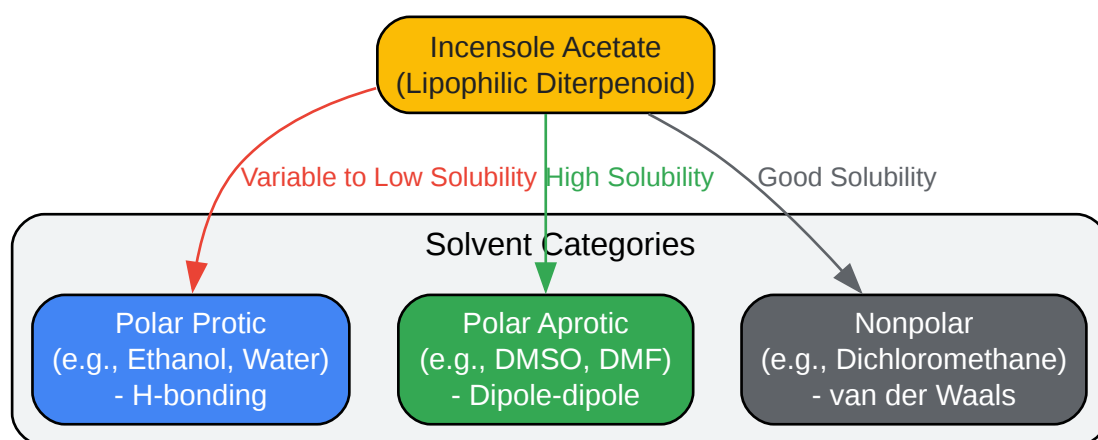 Incensole Acetate
(Lipophilic Diterpenoid)
Variable to Low Solubility
High Solubility
Good Solubility
Solvent Categories
Polar Protic
(e.g., Ethanol, Water)
- H-bonding
Polar Aprotic
(e.g., DMSO, DMF)
- Dipole-dipole
Nonpolar
(e.g., Dichloromethane)
- van der Waals